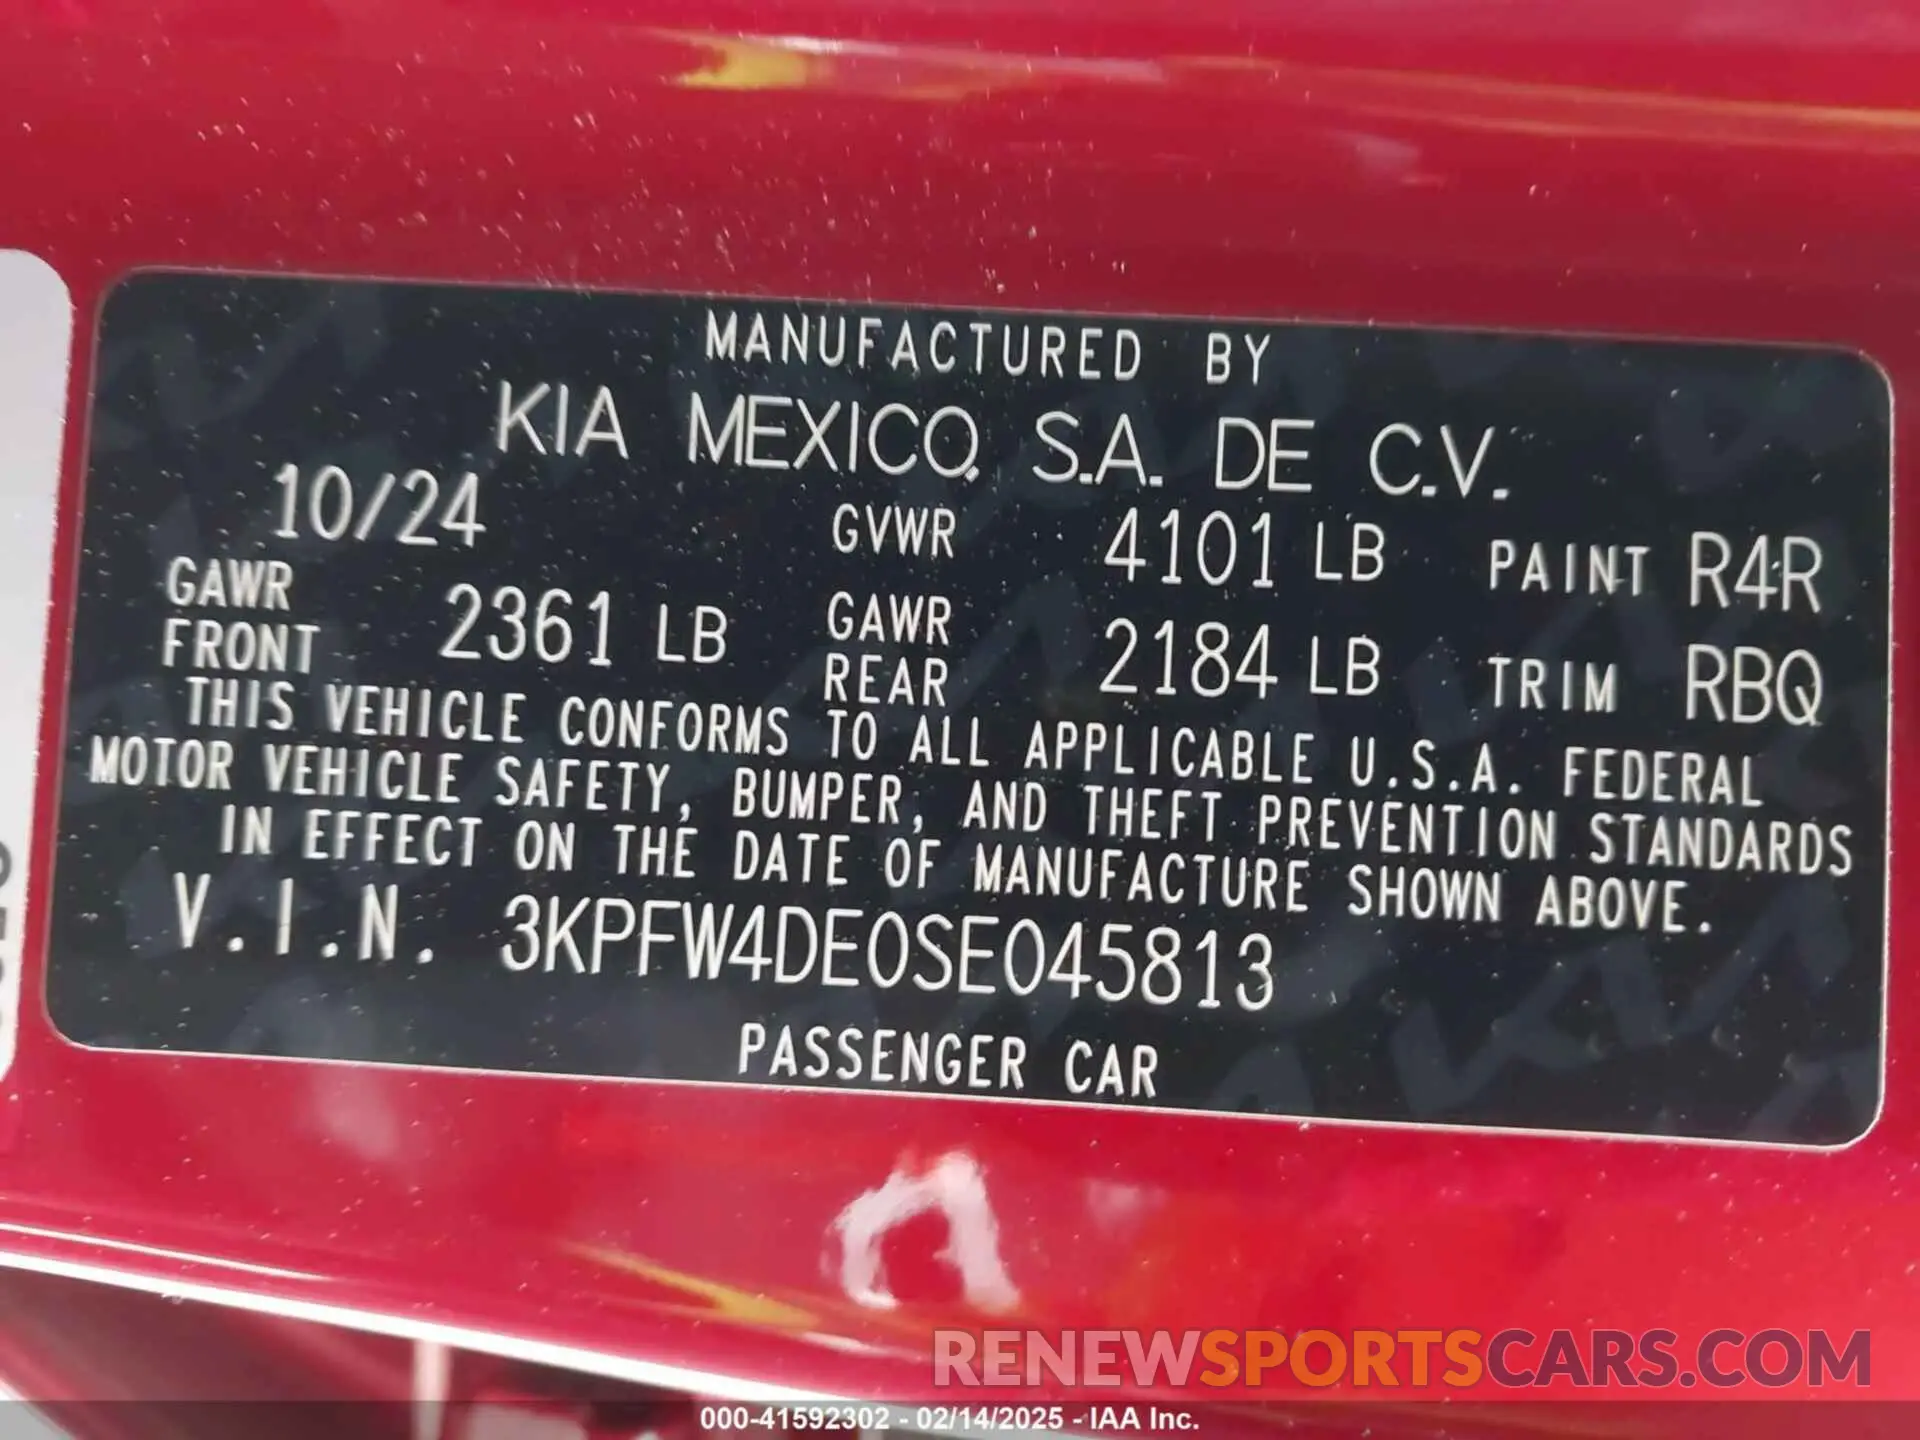 MANUFACTURED BY
KIA MEXICO, S.A. DE C.V.
10/24 GVWR 4101 LB PAINT R4R
GAWR FRONT 2361 LB GAWR REAR 2184 LB TRIM RBQ
THIS VEHICLE CONFORMS TO ALL APPLICABLE U.S.A. FEDERAL
MOTOR VEHICLE SAFETY, BUMPER, AND THEFT PREVENTION STANDARDS
IN EFFECT ON THE DATE OF MANUFACTURE SHOWN ABOVE.
V.I.N. 3KPFW4DE0SE045813
PASSENGER CAR
RENEWSPORTSCARS.COM
000-41592302 - 02/14/2025 - IAA Inc.